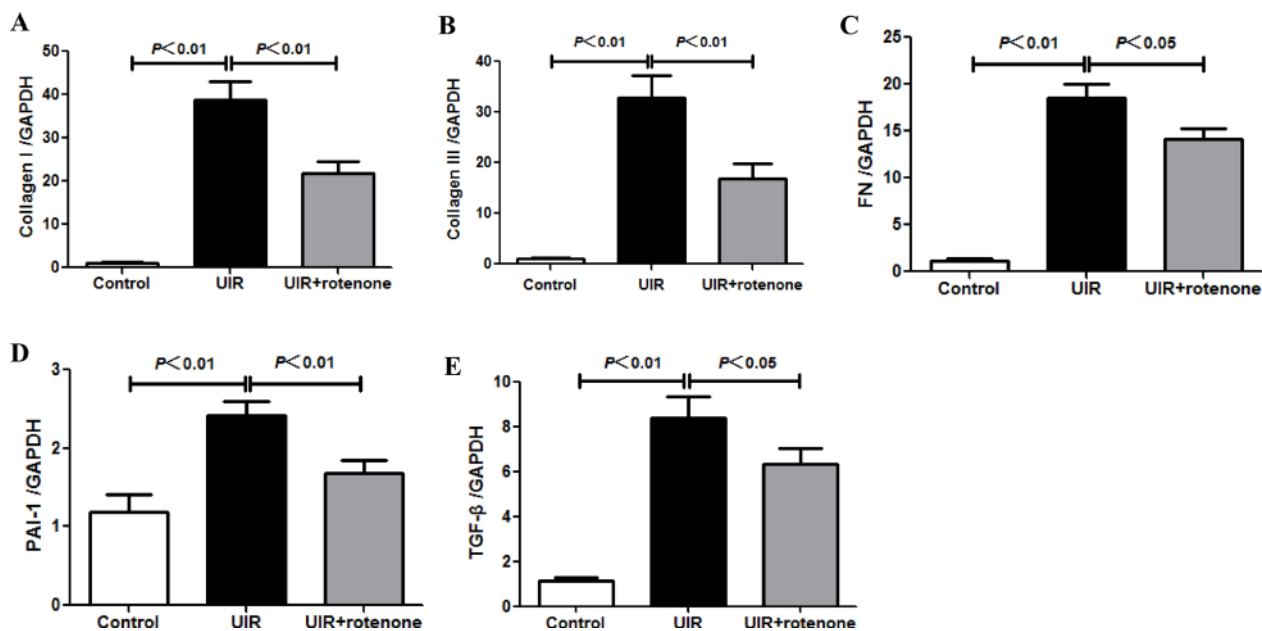 A
P<0.01 P<0.01
Collagen I /GAPDH
50
40
30
20
10
0
Control UIR UIR+rotenone
B
P<0.01 P<0.01
Collagen III /GAPDH
40
30
20
10
0
Control UIR UIR+rotenone
C
P<0.01 P<0.05
FN /GAPDH
25
20
15
10
5
0
Control UIR UIR+rotenone
D
P<0.01 P<0.01
PAI-1 /GAPDH
3
2
1
0
Control UIR UIR+rotenone
E
P<0.01 P<0.05
TGF-β /GAPDH
10
8
6
4
2
0
Control UIR UIR+rotenone